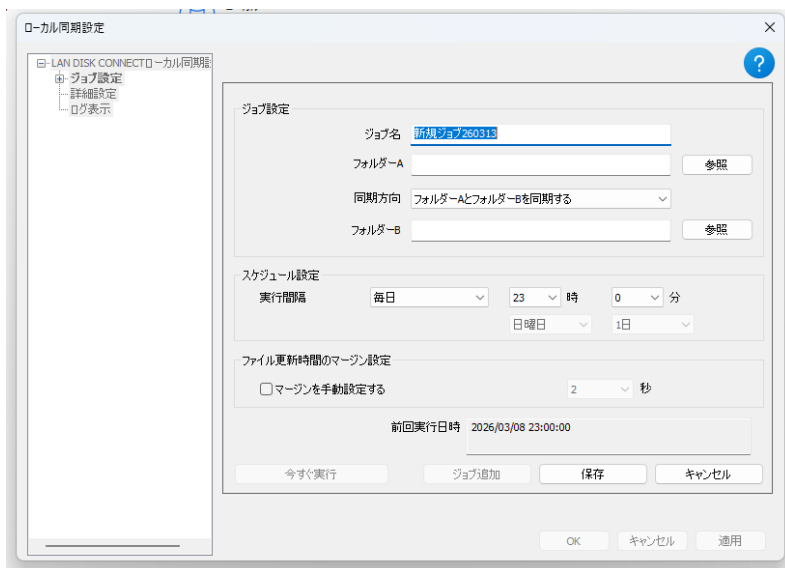 ローカル同期設定
LAN DISK CONNECTローカル同期設
ジョブ設定
詳細設定
ログ表示
ジョブ設定
ジョブ名 新規ジョブ260313
フォルダーA 参照
同期方向 フォルダーAとフォルダーBを同期する
フォルダーB 参照
スケジュール設定
実行間隔 毎日 23 時 0 分
日曜日 1日
ファイル更新時間のマージン設定
マージンを手動設定する 2 秒
前回実行日時 2026/03/08 23:00:00
今すぐ実行 ジョブ追加 保存 キャンセル
OK キャンセル 適用